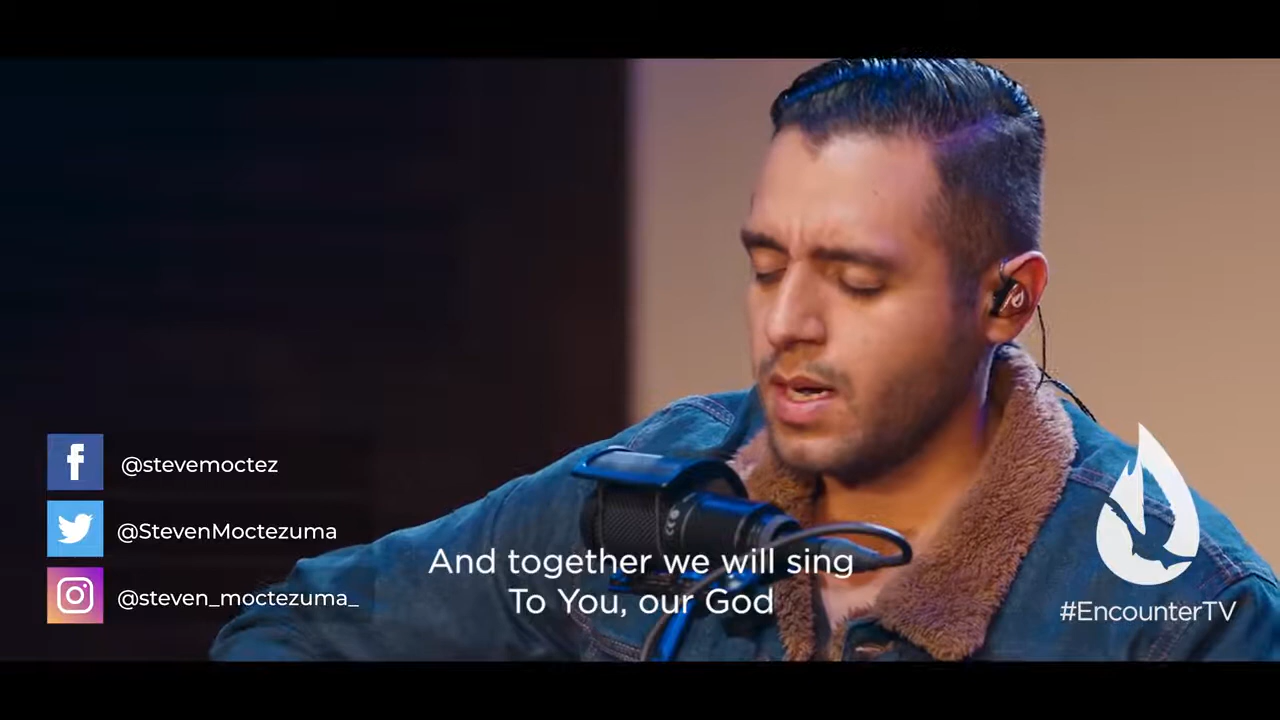 @stevemoctez
@StevenMoctezuma
@steven_moctezuma_
And together we will sing
To You, our God
#EncounterTV